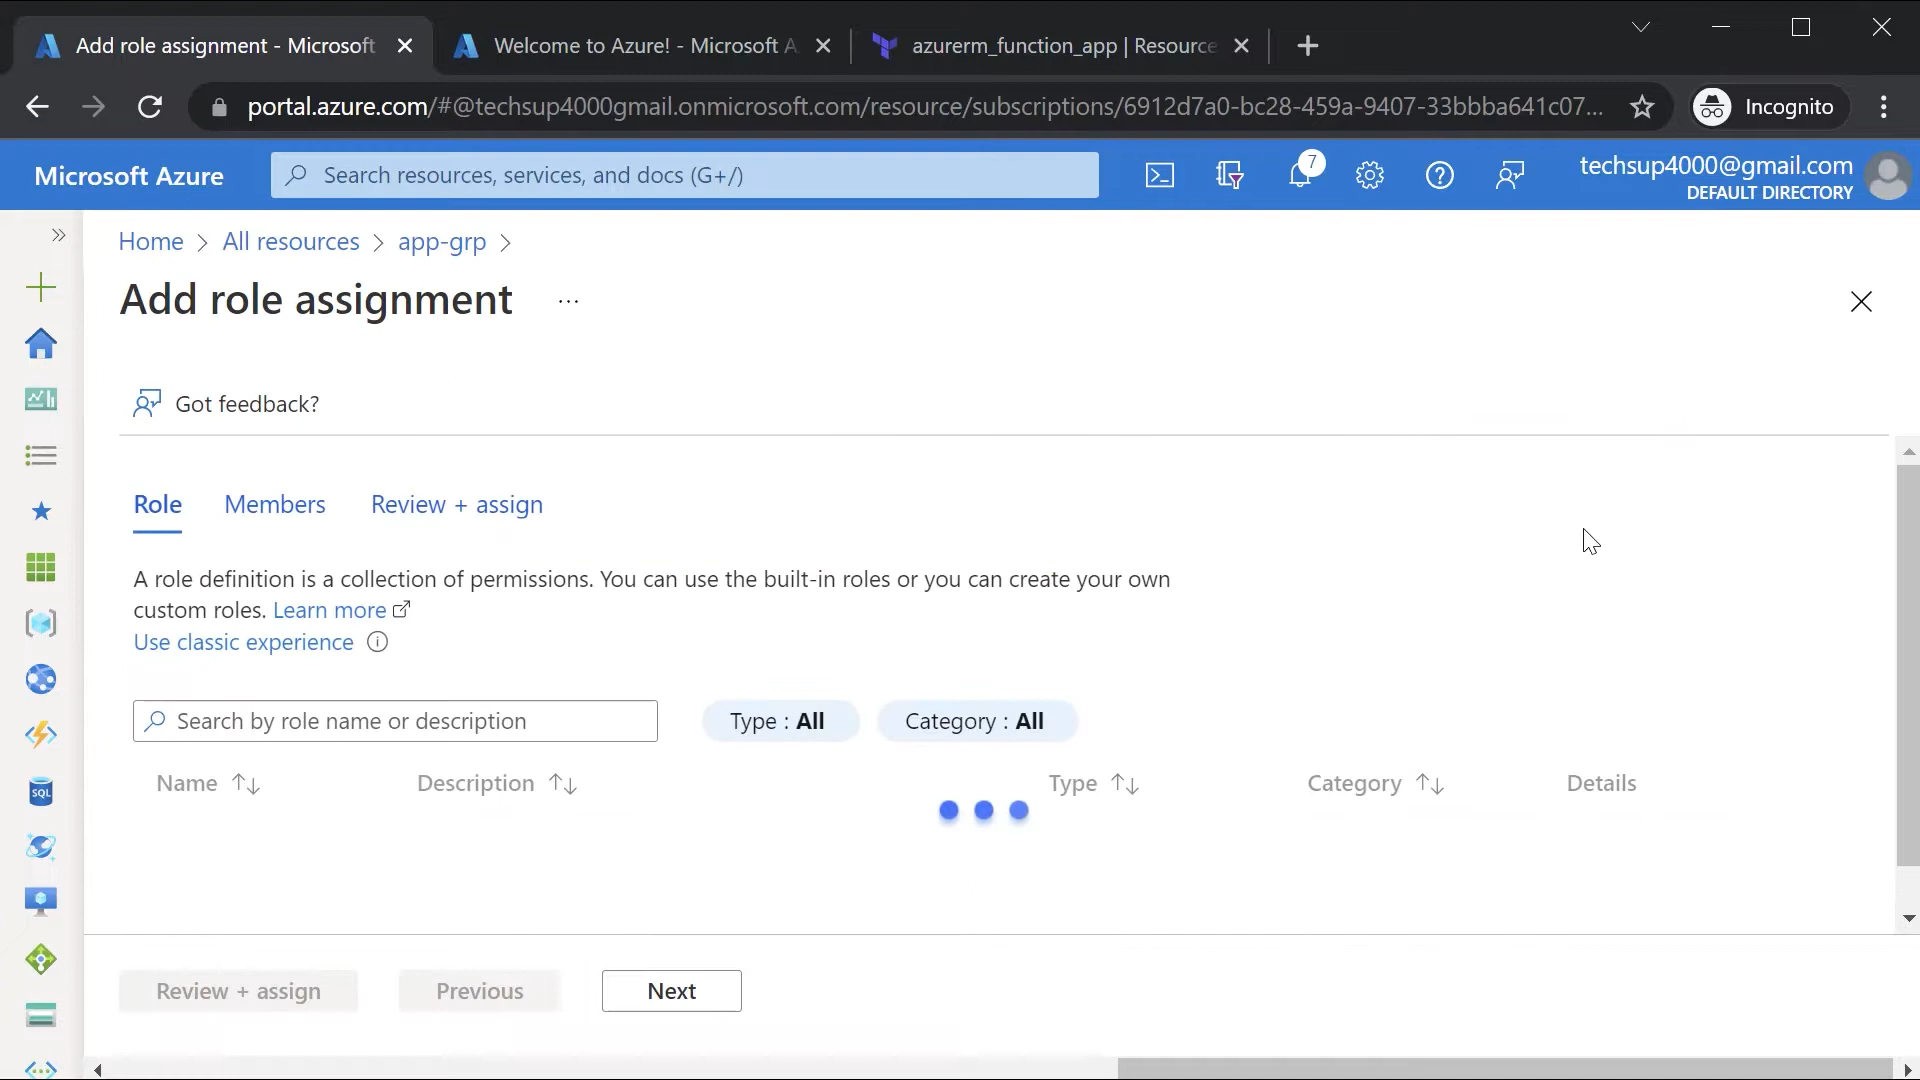 Add role assignment - Microsoft
Welcome to Azure! - Microsoft A
azurerm_function_app | Resource
portal.azure.com/#@techsup4000gmail.onmicrosoft.com/resource/subscriptions/6912d7a0-bc28-459a-9407-33bbba641c07...
Incognito
Microsoft Azure
Search resources, services, and docs (G+/)
7
techsup4000@gmail.com
DEFAULT DIRECTORY
Home > All resources > app-grp >
Add role assignment ...
Got feedback?
Role Members Review + assign
A role definition is a collection of permissions. You can use the built-in roles or you can create your own
custom roles. Learn more
Use classic experience
Search by role name or description
Type : All
Category : All
Name Description Type Category Details
SQL
Review + assign Previous Next